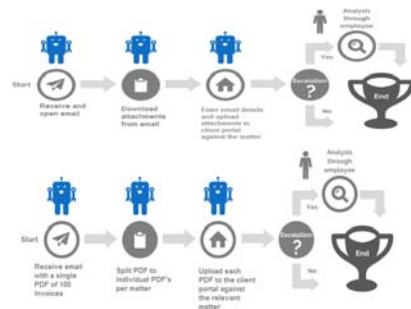 Analysis
through
employee
Yes
Start
Escalation
?
End
No
Receive and
open email
Download
attachments
from email
Enter email details
and upload
attachments to
client portal
against the matter
Analysis
through
employee
Yes
Start
Escalation
?
End
No
Receive email
with a single
PDF of 100
invoices
Split PDF to
individual PDF's
per matter
Upload each
PDF to the client
portal against
the relevant
matter